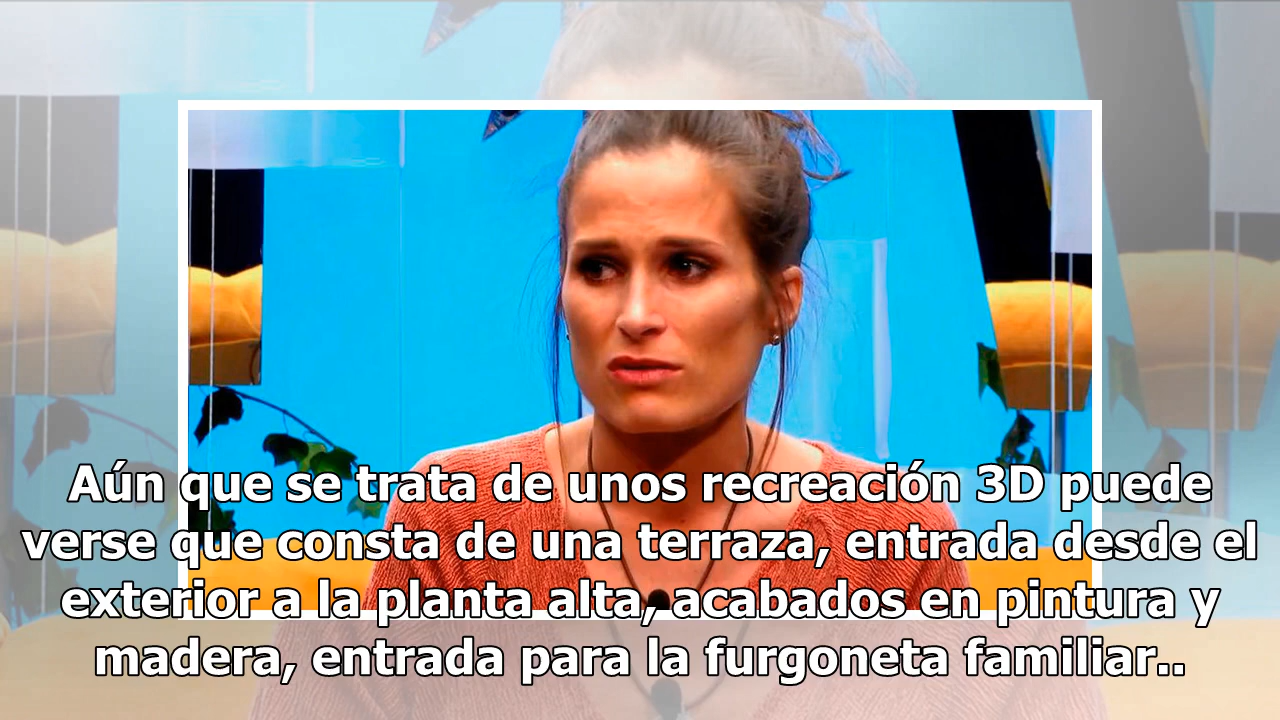 Aún que se trata de unos recreación 3D puede
verse que consta de una terraza, entrada desde el
exterior a la planta alta, acabados en pintura y
madera, entrada para la furgoneta familiar..